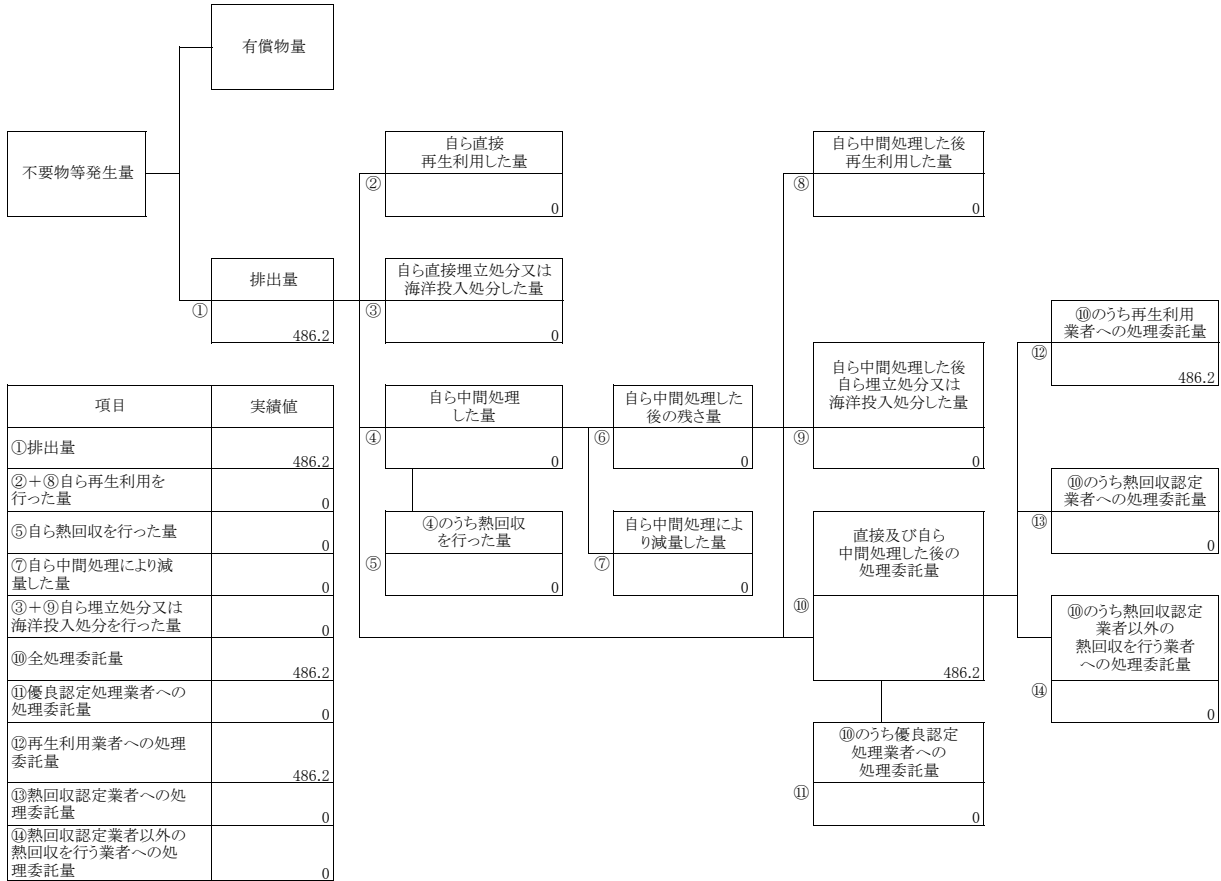 有償物量
不要物等発生量
自ら直接
再生利用した量
②
0
自ら中間処理した後
再生利用した量
⑧
0
排出量
①
486.2
自ら直接埋立処分又は
海洋投入処分した量
③
0
⑩のうち再生利用
業者への処理委託量
⑫
486.2
自ら中間処理
した量
④
0
自ら中間処理した
後の残さ量
⑥
0
自ら中間処理した後
自ら埋立処分又は
海洋投入処分した量
⑨
0
⑩のうち熱回収認定
業者への処理委託量
⑬
0
④のうち熱回収
を行った量
⑤
0
自ら中間処理によ
り減量した量
⑦
0
直接及び自ら
中間処理した後の
処理委託量
⑩
486.2
⑩のうち熱回収認定
業者以外の
熱回収を行う業者
への処理委託量
⑭
0
⑩のうち優良認定
処理業者への
処理委託量
⑪
0
項目 実績値
①排出量
486.2
②＋⑧自ら再生利用を
行った量
0
⑤自ら熱回収を行った量
0
⑦自ら中間処理により減
量した量
0
③＋⑨自ら埋立処分又は
海洋投入処分を行った量
0
⑩全処理委託量
486.2
⑪優良認定処理業者への
処理委託量
0
⑫再生利用業者への処理
委託量
486.2
⑬熱回収認定業者への処
理委託量
0
⑭熱回収認定業者以外の
熱回収を行う業者への処
理委託量
0